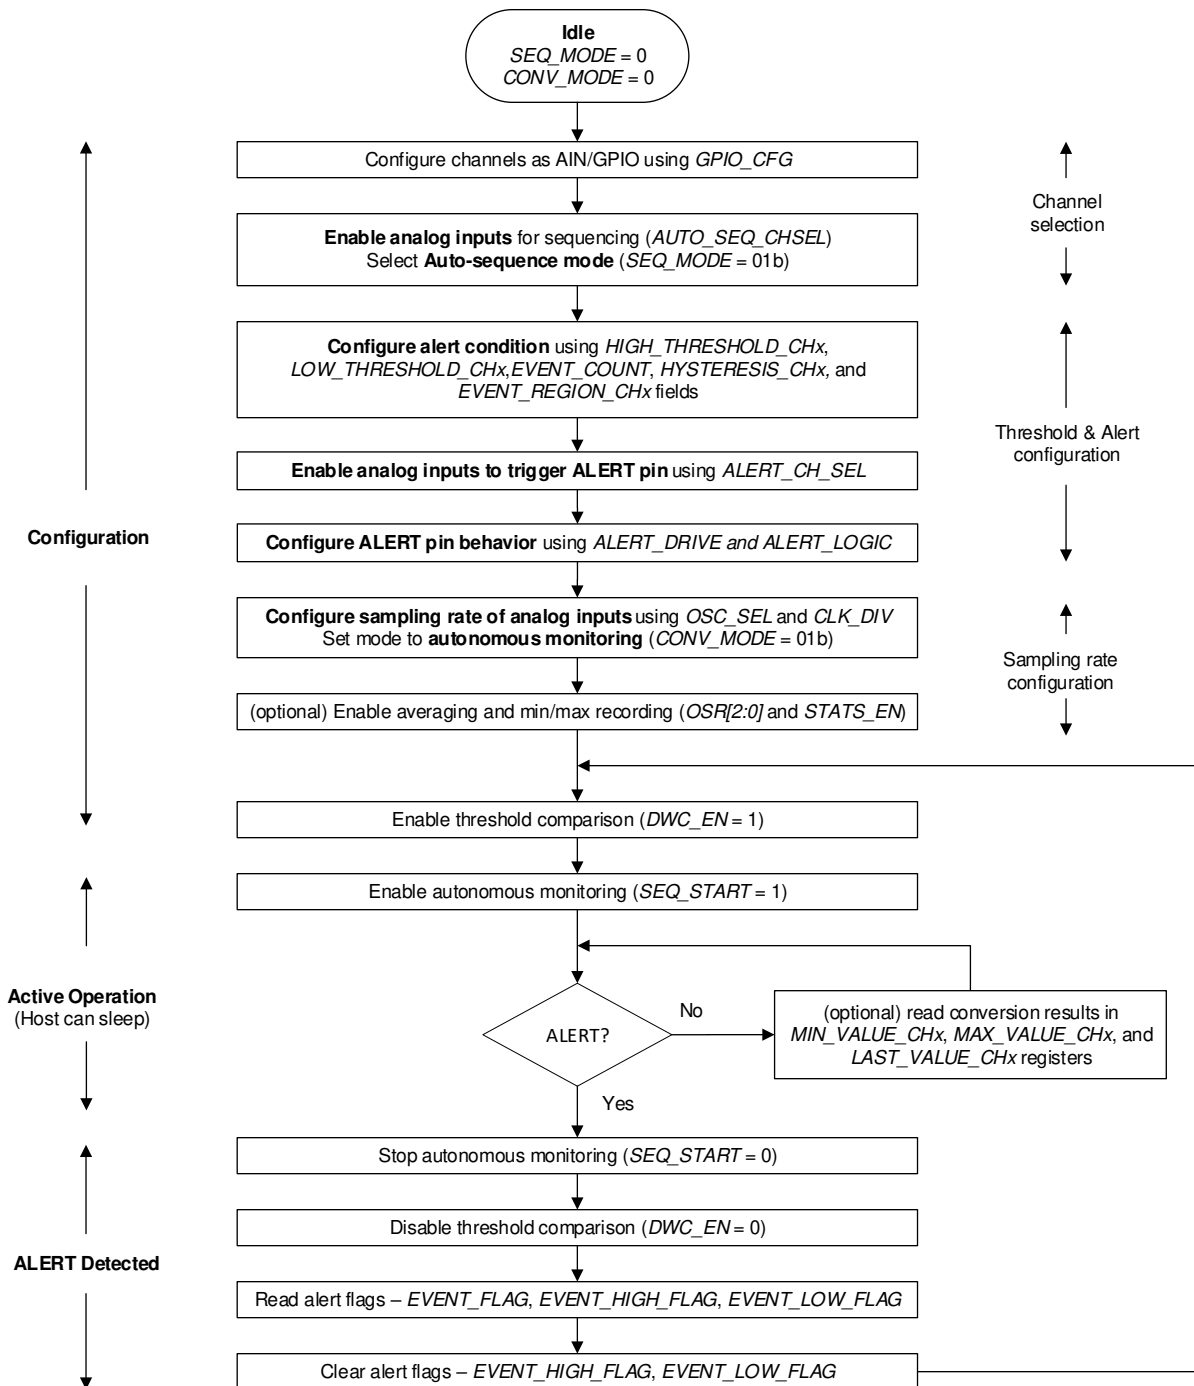 Idle
SEQ_MODE = 0
CONV_MODE = 0
Configure channels as AIN/GPIO using GPIO_CFG
Channel
selection
Enable analog inputs for sequencing (AUTO_SEQ_CHSEL)
Select Auto-sequence mode (SEQ_MODE = 01b)
Configure alert condition using HIGH_THRESHOLD_CHx,
LOW_THRESHOLD_CHx,EVENT_COUNT, HYSTERESIS_CHx, and
EVENT_REGION_CHx fields
Threshold & Alert
configuration
Enable analog inputs to trigger ALERT pin using ALERT_CH_SEL
Configuration
Configure ALERT pin behavior using ALERT_DRIVE and ALERT_LOGIC
Configure sampling rate of analog inputs using OSC_SEL and CLK_DIV
Set mode to autonomous monitoring (CONV_MODE = 01b)
Sampling rate
configuration
(optional) Enable averaging and min/max recording (OSR[2:0] and STATS_EN)
Enable threshold comparison (DWC_EN = 1)
Enable autonomous monitoring (SEQ_START = 1)
Active Operation
(Host can sleep)
ALERT?
No
(optional) read conversion results in
MIN_VALUE_CHx, MAX_VALUE_CHx, and
LAST_VALUE_CHx registers
Yes
Stop autonomous monitoring (SEQ_START = 0)
Disable threshold comparison (DWC_EN = 0)
ALERT Detected
Read alert flags – EVENT_FLAG, EVENT_HIGH_FLAG, EVENT_LOW_FLAG
Clear alert flags – EVENT_HIGH_FLAG, EVENT_LOW_FLAG